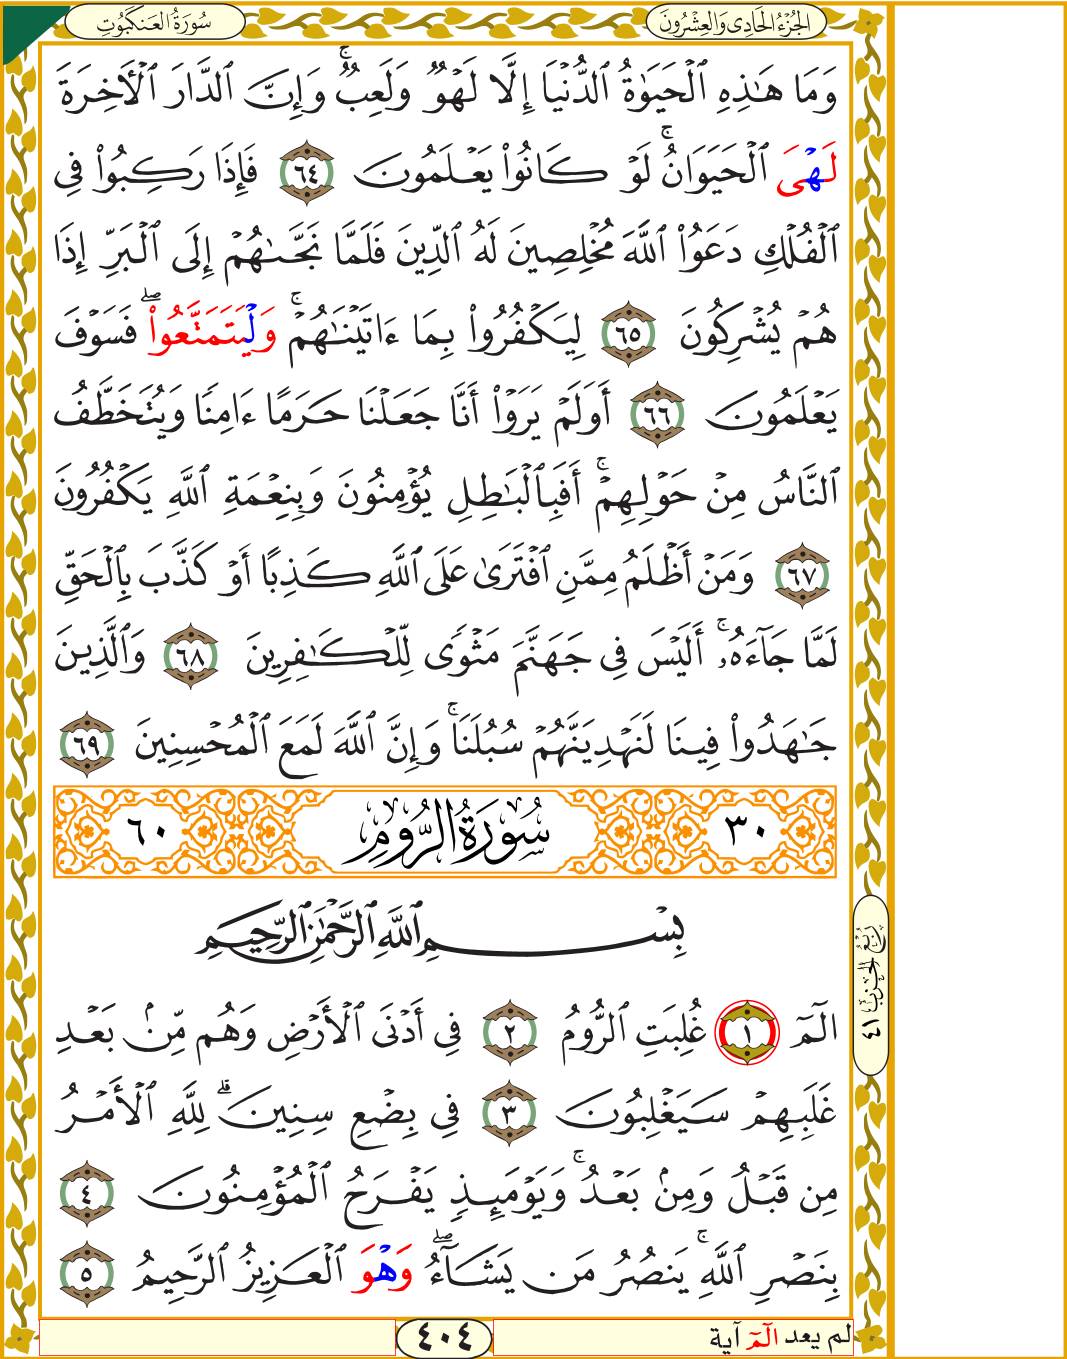 الجُزْءُ الحَادِي وَالعِشْرُونَ
سُورَةُ العَنكَبُوتِ
وَمَا هَٰذِهِ ٱلْحَيَوٰةُ ٱلدُّنْيَا إِلَّا لَهْوٌ وَلَعِبٌ ۚ وَإِنَّ ٱلدَّارَ ٱلْأَخِرَةَ
لَهْىَ ٱلْحَيَوَانُ ۚ لَوْ كَانُوا۟ يَعْلَمُونَ ٦٤ فَإِذَا رَكِبُوا۟ فِى
ٱلْفُلْكِ دَعَوُا۟ ٱللَّهَ مُخْلِصِينَ لَهُ ٱلدِّينَ فَلَمَّا نَجَّىٰهُمْ إِلَى ٱلْبَرِّ إِذَا
هُمْ يُشْرِكُونَ ٦٥ لِيَكْفُرُوا۟ بِمَا ءَاتَيْنَٰهُمْ ۚ وَلْيَتَمَتَّعُوا۟ ۖ فَسَوْفَ
يَعْلَمُونَ ٦٦ أَوَلَمْ يَرَوْا۟ أَنَّا جَعَلْنَا حَرَمًا ءَامِنًا وَيُتَخَطَّفُ
ٱلنَّاسُ مِنْ حَوْلِهِمْ ۚ أَفَبِٱلْبَٰطِلِ يُؤْمِنُونَ وَبِنِعْمَةِ ٱللَّهِ يَكْفُرُونَ
٦٧ وَمَنْ أَظْلَمُ مِمَّنِ ٱفْتَرَىٰ عَلَى ٱللَّهِ كَذِبًا أَوْ كَذَّبَ بِٱلْحَقِّ
لَمَّا جَآءَهُۥ ۚ أَلَيْسَ فِى جَهَنَّمَ مَثْوًى لِّلْكَٰفِرِينَ ٦٨ وَٱلَّذِينَ
جَٰهَدُوا۟ فِينَا لَنَهْدِيَنَّهُمْ سُبُلَنَا ۚ وَإِنَّ ٱللَّهَ لَمَعَ ٱلْمُحْسِنِينَ ٦٩
٣٠ سُورَةُ الرُّومِ ٦٠
بِسْمِ ٱللَّهِ ٱلرَّحْمَٰنِ ٱلرَّحِيمِ
الٓمٓ ١ غُلِبَتِ ٱلرُّومُ ٢ فِى أَدْنَى ٱلْأَرْضِ وَهُم مِّنۢ بَعْدِ
غَلَبِهِمْ سَيَغْلِبُونَ ٣ فِى بِضْعِ سِنِينَ ۗ لِلَّهِ ٱلْأَمْرُ
مِن قَبْلُ وَمِنۢ بَعْدُ ۚ وَيَوْمَئِذٍ يَفْرَحُ ٱلْمُؤْمِنُونَ ٤
بِنَصْرِ ٱللَّهِ ۚ يَنصُرُ مَن يَشَآءُ ۖ وَهْوَ ٱلْعَزِيزُ ٱلرَّحِيمُ ٥
رُبْعُ الحِزْبِ ٤١
لم يعد الٓمٓ آية
٤٠٤